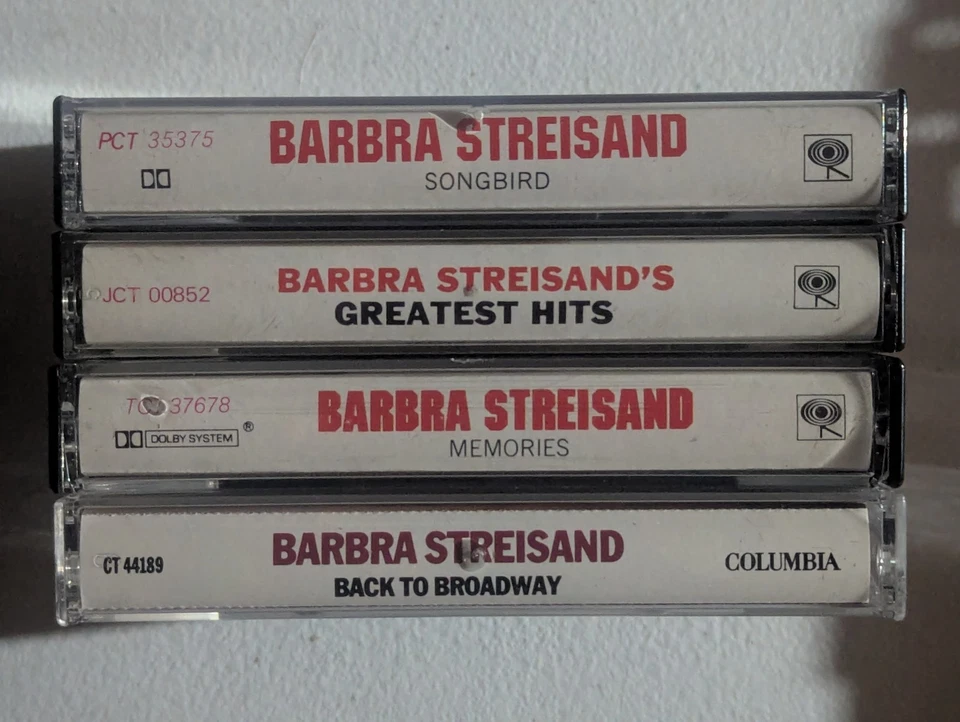 PCT 35375
BARBRA STREISAND
SONGBIRD
JCT 00852
BARBRA STREISAND'S
GREATEST HITS
37678
DOLBY SYSTEM ®
BARBRA STREISAND
MEMORIES
CT 44189
BARBRA STREISAND
BACK TO BROADWAY
COLUMBIA